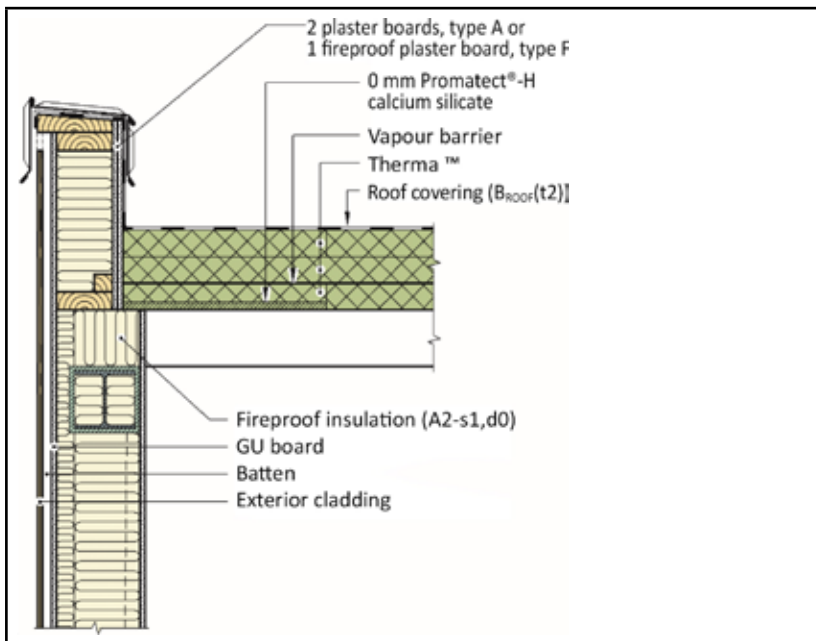 2 plaster boards, type A or
1 fireproof plaster board, type F
0 mm Promatect®-H
calcium silicate
Vapour barrier
Therma ™
Roof covering (BROOF(t2))
Fireproof insulation (A2-s1,d0)
GU board
Batten
Exterior cladding